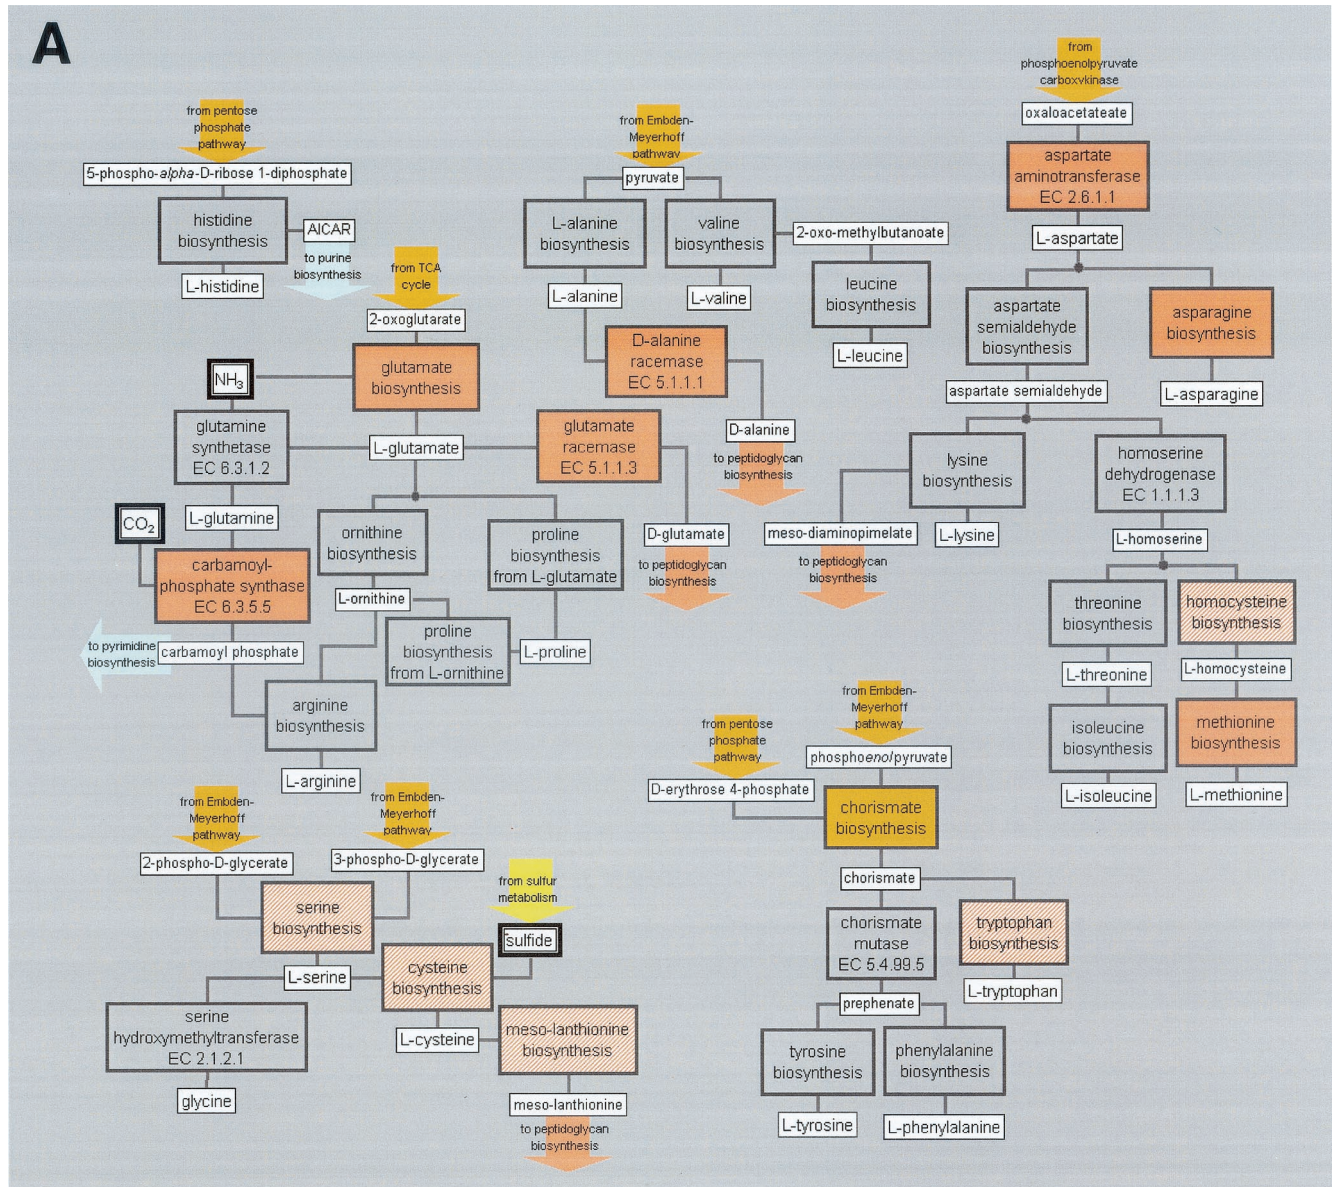 A
from pentose
phosphate
pathway
5-phospho-alpha-D-ribose 1-diphosphate
histidine
biosynthesis
AICAR
to purine
biosynthesis
L-histidine
from TCA
cycle
2-oxoglutarate
glutamate
biosynthesis
NH3
glutamine
synthetase
EC 6.3.1.2
L-glutamate
glutamate
racemase
EC 5.1.1.3
L-glutamine
CO2
carbamoyl-
phosphate synthase
EC 6.3.5.5
ornithine
biosynthesis
proline
biosynthesis
from L-glutamate
D-glutamate
to peptidoglycan
biosynthesis
L-ornithine
to pyrimidine
biosynthesis
carbamoyl phosphate
proline
biosynthesis
from L-ornithine
L-proline
arginine
biosynthesis
L-arginine
from Embden-
Meyerhoff
pathway
pyruvate
L-alanine
biosynthesis
valine
biosynthesis
2-oxo-methylbutanoate
leucine
biosynthesis
L-alanine
L-valine
L-leucine
D-alanine
racemase
EC 5.1.1.1
D-alanine
to peptidoglycan
biosynthesis
from
phosphoenolpyruvate
carboxykinase
oxaloacetateate
aspartate
aminotransferase
EC 2.6.1.1
L-aspartate
aspartate
semialdehyde
biosynthesis
asparagine
biosynthesis
aspartate semialdehyde
L-asparagine
lysine
biosynthesis
homoserine
dehydrogenase
EC 1.1.1.3
meso-diaminopimelate
to peptidoglycan
biosynthesis
L-lysine
L-homoserine
threonine
biosynthesis
homocysteine
biosynthesis
L-threonine
L-homocysteine
isoleucine
biosynthesis
methionine
biosynthesis
L-isoleucine
L-methionine
from Embden-
Meyerhoff
pathway
2-phospho-D-glycerate
from Embden-
Meyerhoff
pathway
3-phospho-D-glycerate
serine
biosynthesis
from sulfur
metabolism
sulfide
L-serine
cysteine
biosynthesis
serine
hydroxymethyltransferase
EC 2.1.2.1
glycine
L-cysteine
meso-lanthionine
biosynthesis
meso-lanthionine
to peptidoglycan
biosynthesis
from pentose
phosphate
pathway
D-erythrose 4-phosphate
from Embden-
Meyerhoff
pathway
phosphoenolpyruvate
chorismate
biosynthesis
chorismate
chorismate
mutase
EC 5.4.99.5
tryptophan
biosynthesis
L-tryptophan
prephenate
tyrosine
biosynthesis
phenylalanine
biosynthesis
L-tyrosine
L-phenylalanine